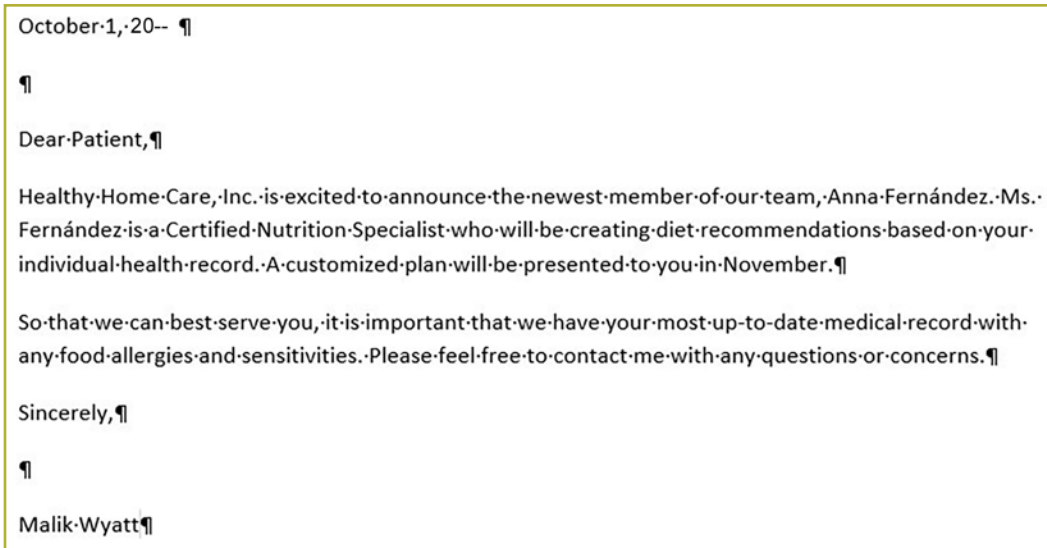 October·1,·20-- ¶
¶
Dear·Patient,¶
Healthy·Home·Care,·Inc.·is·excited·to·announce·the·newest·member·of·our·team,·Anna·Fernández.·Ms.·
Fernández·is·a·Certified·Nutrition·Specialist·who·will·be·creating·diet·recommendations·based·on·your·
individual·health·record.·A·customized·plan·will·be·presented·to·you·in·November.¶
So·that·we·can·best·serve·you,·it·is·important·that·we·have·your·most·up-to-date·medical·record·with·
any·food·allergies·and·sensitivities.·Please·feel·free·to·contact·me·with·any·questions·or·concerns.¶
Sincerely,¶
¶
Malik·Wyatt¶